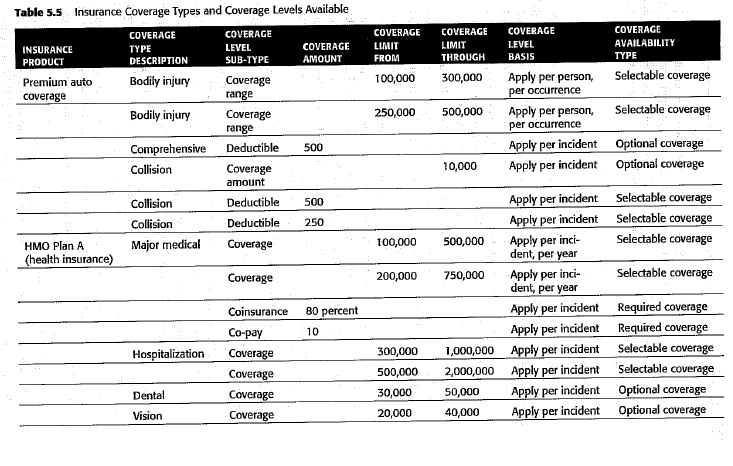 Table 5.5 Insurance Coverage Types and Coverage Levels Available
INSURANCE PRODUCT COVERAGE TYPE DESCRIPTION COVERAGE LEVEL SUB-TYPE COVERAGE AMOUNT COVERAGE LIMIT FROM COVERAGE LIMIT THROUGH COVERAGE LEVEL BASIS COVERAGE AVAILABILITY TYPE
Premium auto coverage Bodily injury Coverage range 100,000 300,000 Apply per person, per occurrence Selectable coverage
Bodily injury Coverage range 250,000 500,000 Apply per person, per occurrence Selectable coverage
Comprehensive Deductible 500 Apply per incident Optional coverage
Collision Coverage amount 10,000 Apply per incident Optional coverage
Collision Deductible 500 Apply per incident Selectable coverage
Collision Deductible 250 Apply per incident Selectable coverage
HMO Plan A (health insurance) Major medical Coverage 100,000 500,000 Apply per inci-dent, per year Selectable coverage
Coverage 200,000 750,000 Apply per inci-dent, per year Selectable coverage
Coinsurance 80 percent Apply per incident Required coverage
Co-pay 10 Apply per incident Required coverage
Hospitalization Coverage 300,000 1,000,000 Apply per incident Selectable coverage
Coverage 500,000 2,000,000 Apply per incident Selectable coverage
Dental Coverage 30,000 50,000 Apply per incident Optional coverage
Vision Coverage 20,000 40,000 Apply per incident Optional coverage